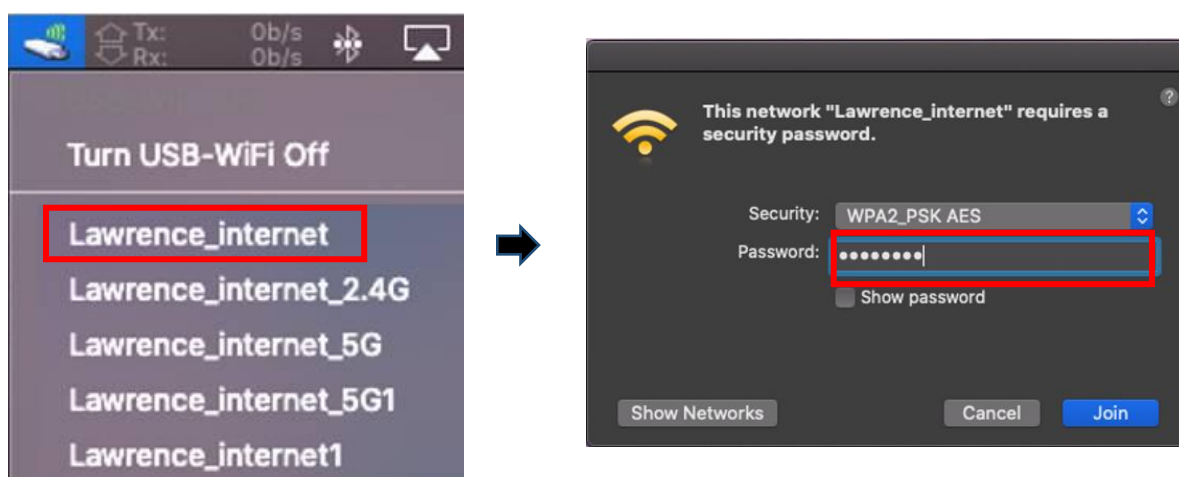 Tx: 0b/s
Rx: 0b/s
Turn USB-WiFi Off
Lawrence_internet
Lawrence_internet_2.4G
Lawrence_internet_5G
Lawrence_internet_5G1
Lawrence_internet1
?
This network "Lawrence_internet" requires a
security password.
Security: WPA2_PSK AES
Password: ••••••••
Show password
Show Networks Cancel Join